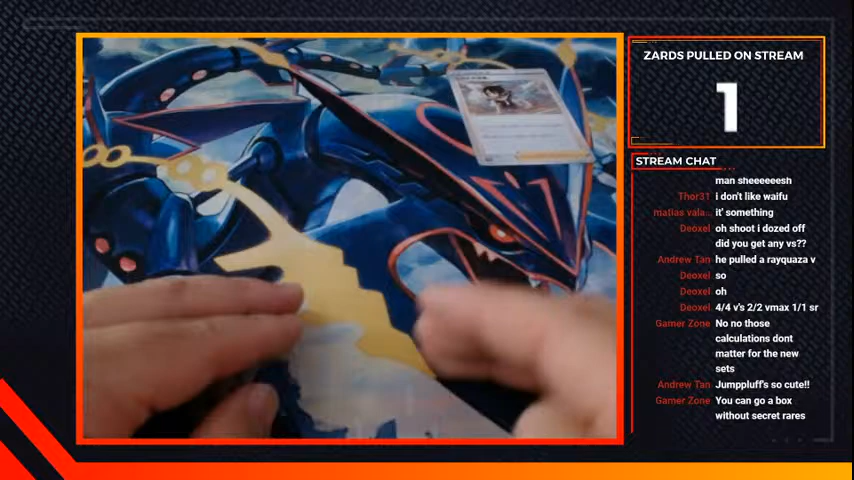 ZARDS PULLED ON STREAM
1
STREAM CHAT
man sheeeeesh
Thor31 i don't like waifu
matias vala... it' something
Deoxel oh shoot i dozed off
did you get any vs??
Andrew Tan he pulled a rayquaza v
Deoxel so
Deoxel oh
Deoxel 4/4 v's 2/2 vmax 1/1 sr
Gamer Zone No no those
calculations dont
matter for the new
sets
Andrew Tan Jumppluff's so cute!!
Gamer Zone You can go a box
without secret rares